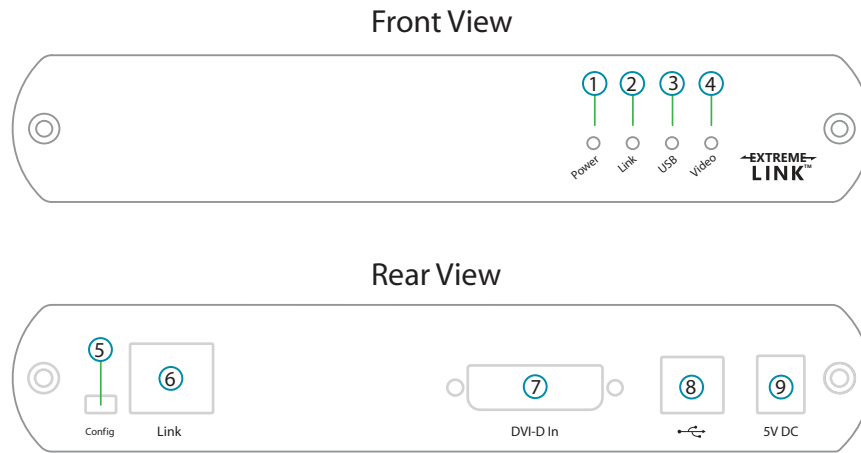 Front View
1 2 3 4
Power Link USB Video
EXTREME
LINK™
Rear View
5
6 7 8 9
Config Link DVI-D In 5V DC